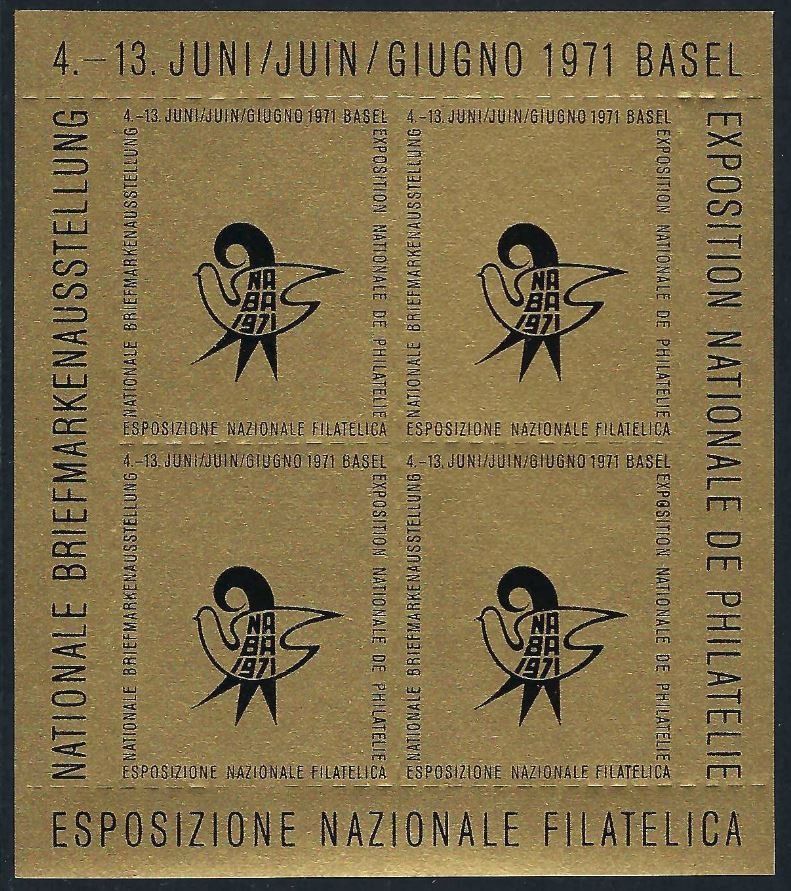 4.–13. JUNI/JUIN/GIUGNO 1971 BASEL
NATIONALE BRIEFMARKENAUSSTELLUNG
EXPOSITION NATIONALE DE PHILATELIE
4.–13. JUNI/JUIN/GIUGNO 1971 BASEL
NATIONALE BRIEFMARKENAUSSTELLUNG
EXPOSITION NATIONALE DE PHILATELIE
NA
BA
1971
ESPOSIZIONE NAZIONALE FILATELICA
4.–13. JUNI/JUIN/GIUGNO 1971 BASEL
NATIONALE BRIEFMARKENAUSSTELLUNG
EXPOSITION NATIONALE DE PHILATELIE
NA
BA
1971
ESPOSIZIONE NAZIONALE FILATELICA
4.–13. JUNI/JUIN/GIUGNO 1971 BASEL
NATIONALE BRIEFMARKENAUSSTELLUNG
EXPOSITION NATIONALE DE PHILATELIE
NA
BA
1971
ESPOSIZIONE NAZIONALE FILATELICA
4.–13. JUNI/JUIN/GIUGNO 1971 BASEL
NATIONALE BRIEFMARKENAUSSTELLUNG
EXPOSITION NATIONALE DE PHILATELIE
NA
BA
1971
ESPOSIZIONE NAZIONALE FILATELICA
ESPOSIZIONE NAZIONALE FILATELICA